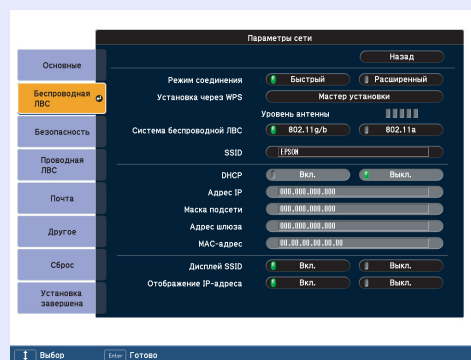 Параметры сети
Назад
Основные
Беспроводная
ЛВС
Безопасность
Проводная
ЛВС
Почта
Другое
Сброс
Установка
завершена
Режим соединения Быстрый Расширенный
Установка через WPS Мастер установки
Уровень антенны
Система беспроводной ЛВС 802.11g/b 802.11a
SSID EPSON
DHCP Вкл. Выкл.
Адрес IP 000.000.000.000
Маска подсети 000.000.000.000
Адрес шлюза 000.000.000.000
MAC-адрес 00.00.00.00.00.00
Дисплей SSID Вкл. Выкл.
Отображение IP-адреса Вкл. Выкл.
Выбор Enter Готово